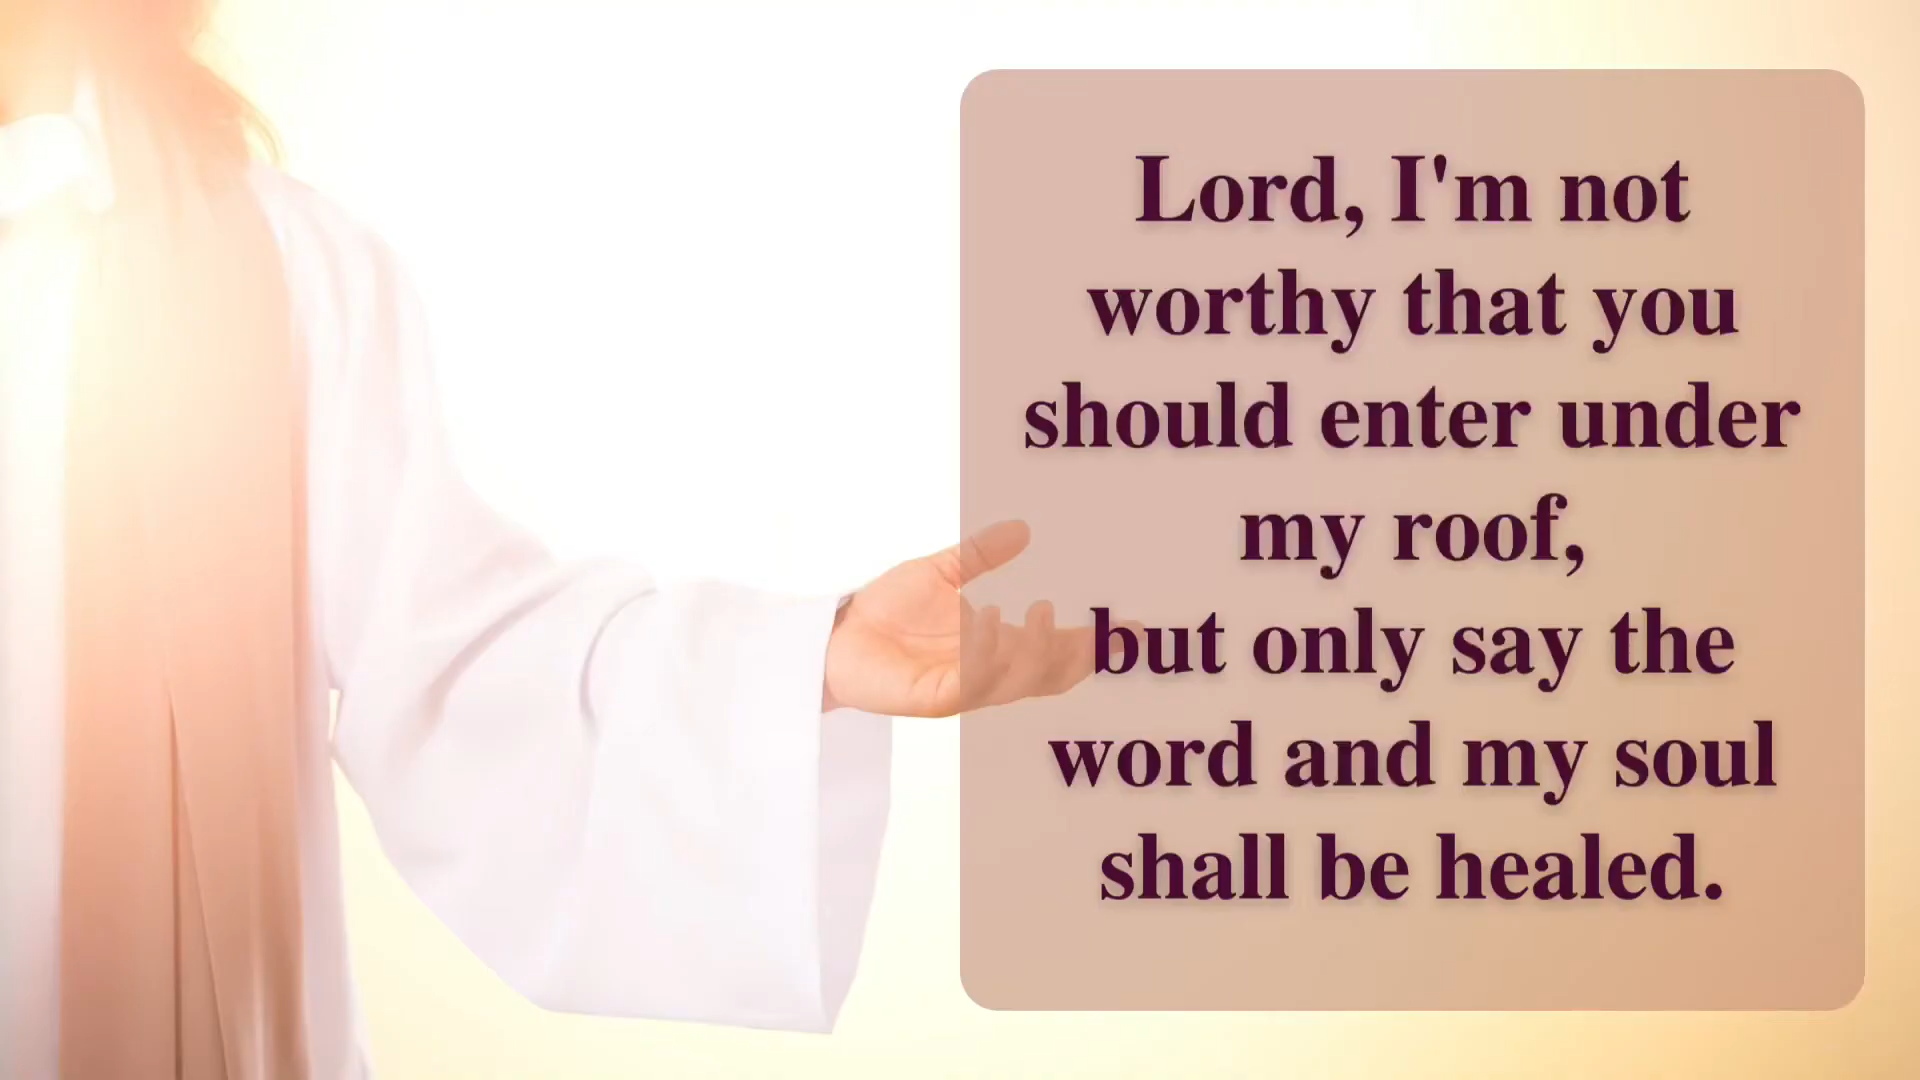 Lord, I'm not
worthy that you
should enter under
my roof,
but only say the
word and my soul
shall be healed.